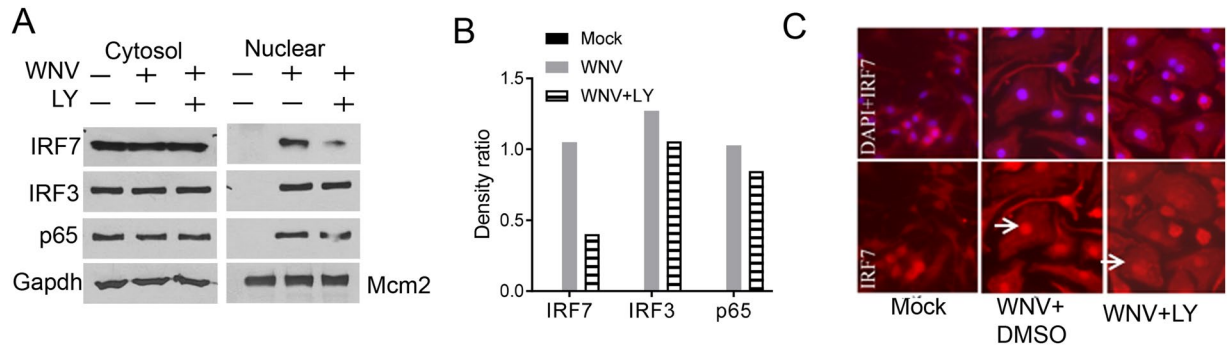 A
Cytosol Nuclear
WNV — + + — + +
LY — — + — — +
IRF7
IRF3
p65
Gapdh Mcm2
B
Mock
WNV
WNV+LY
Density ratio
1.5
1.0
0.5
0.0
IRF7 IRF3 p65
C
DAPI+IRF7
IRF7
Mock WNV+ WNV+LY
DMSO